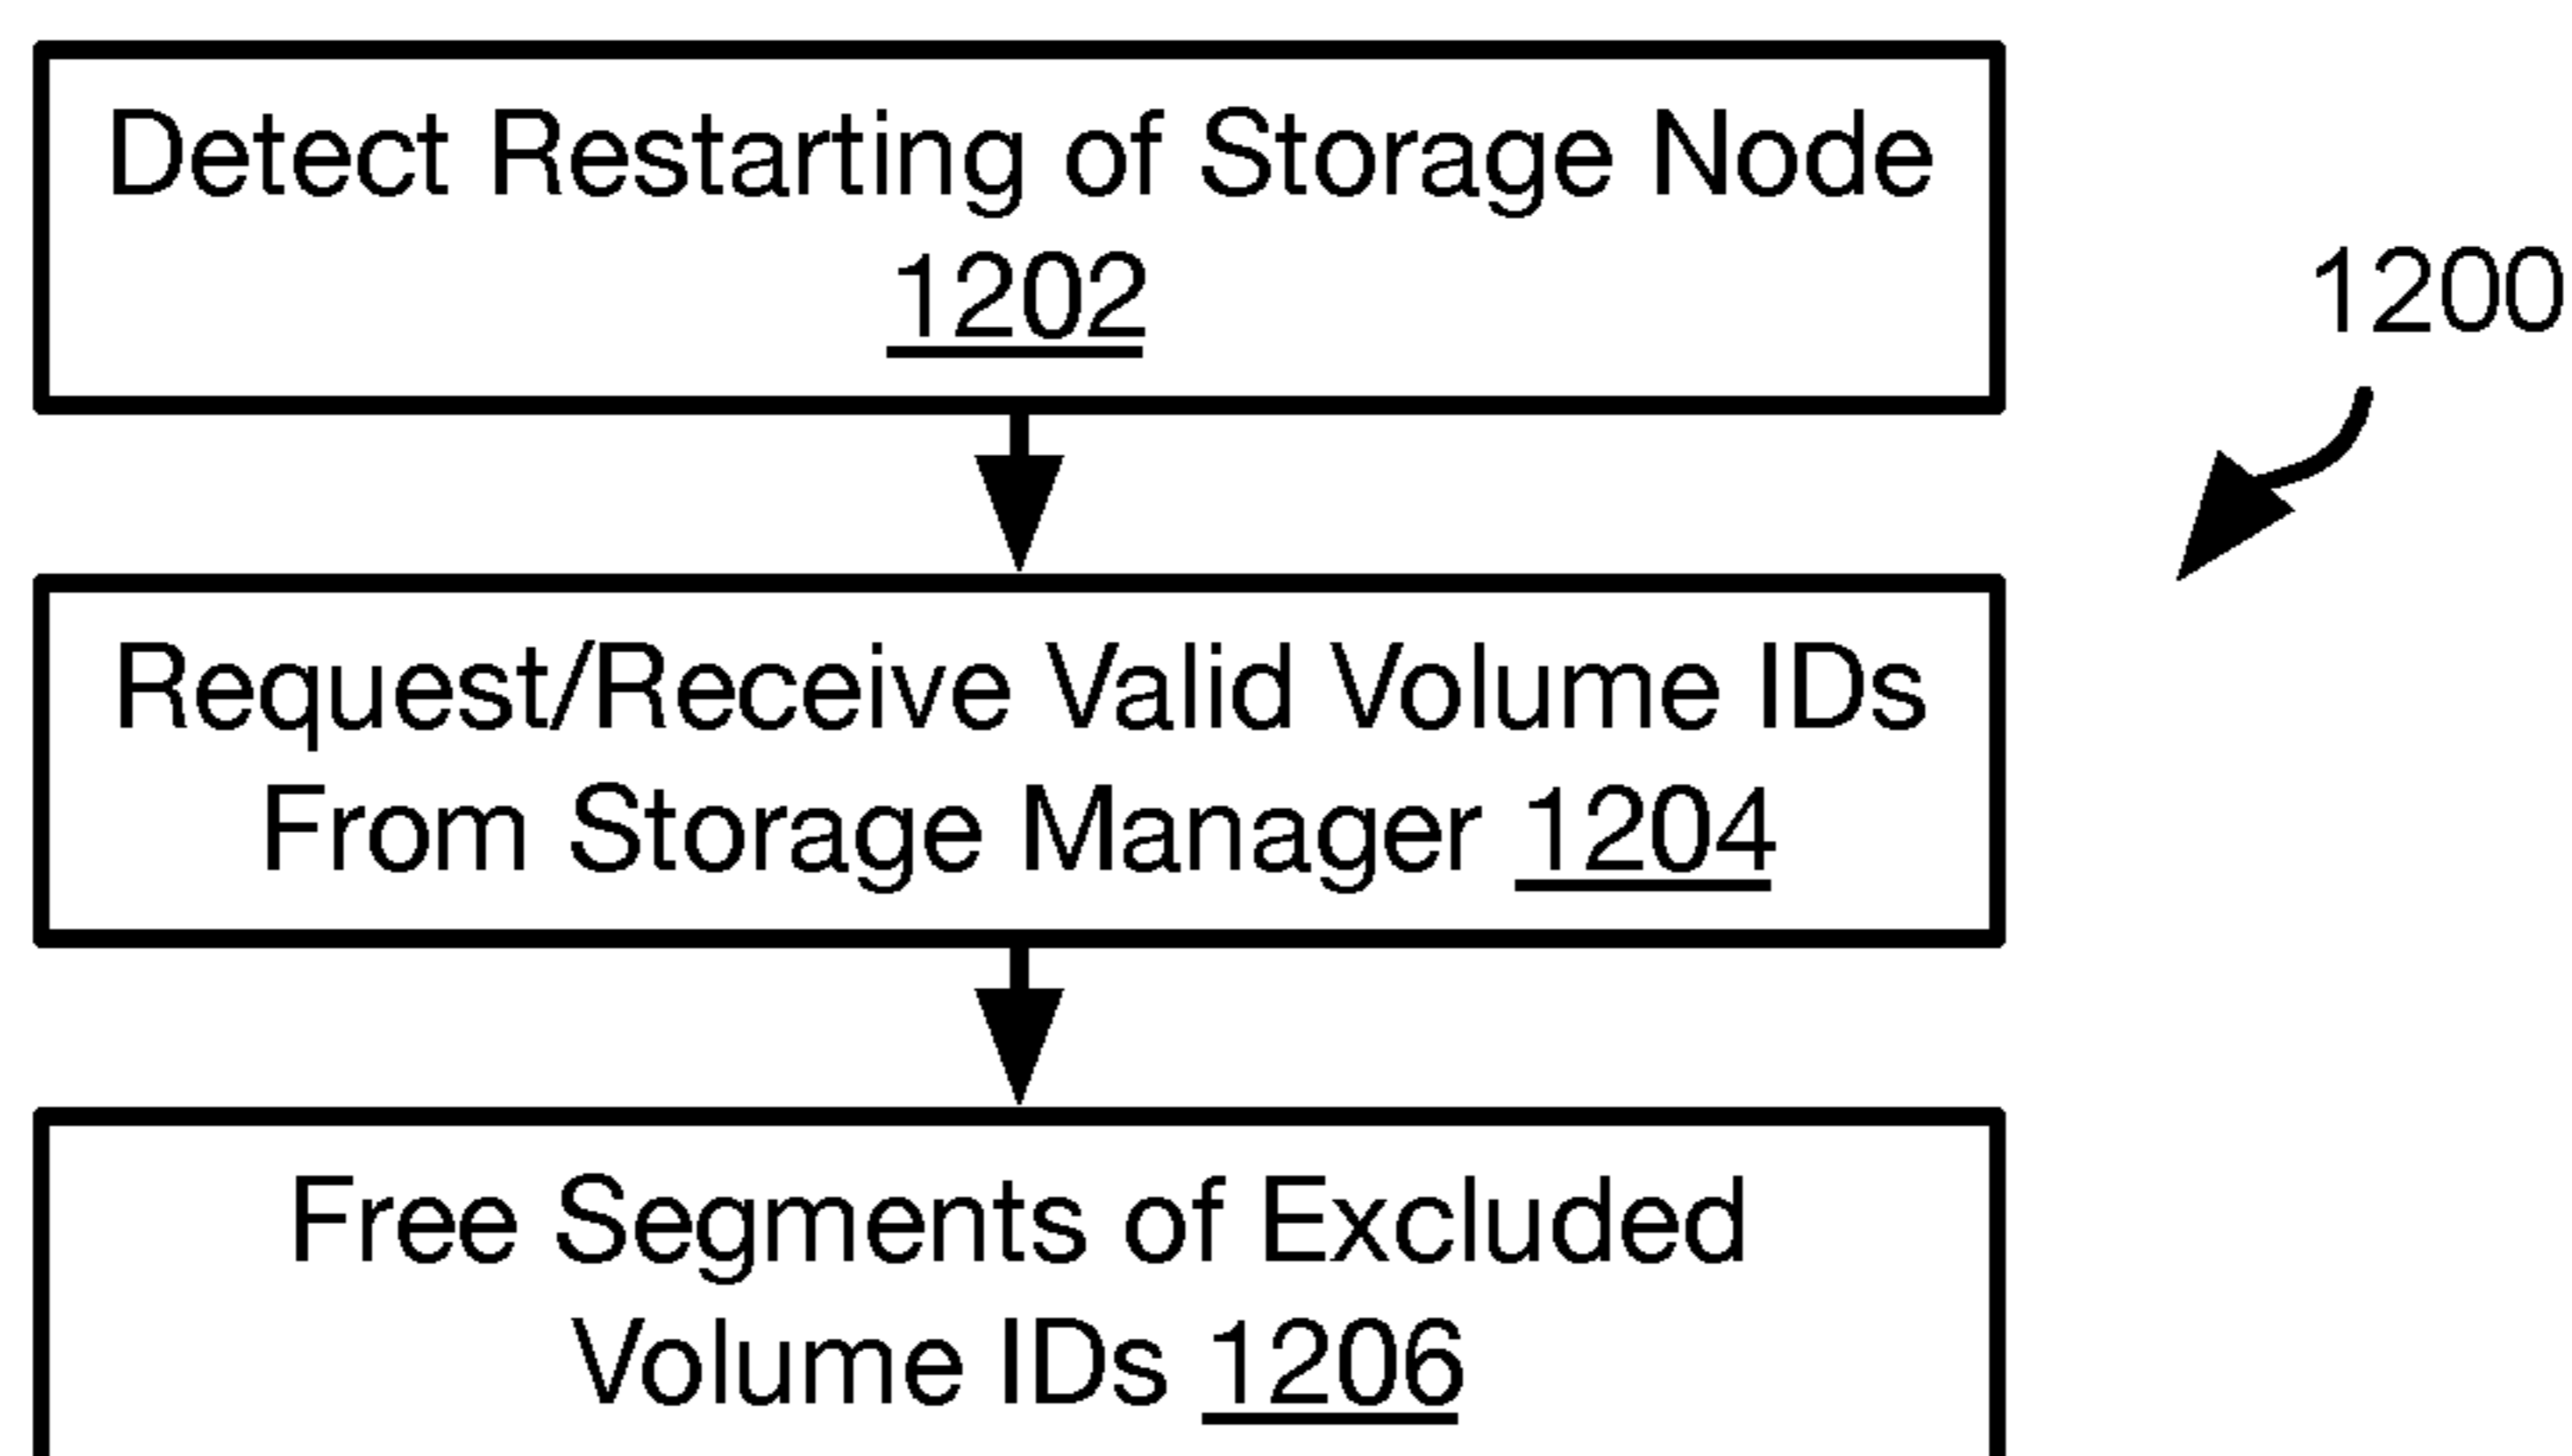 Detect Restarting of Storage Node
1202
1200
Request/Receive Valid Volume IDs
From Storage Manager 1204
Free Segments of Excluded
Volume IDs 1206